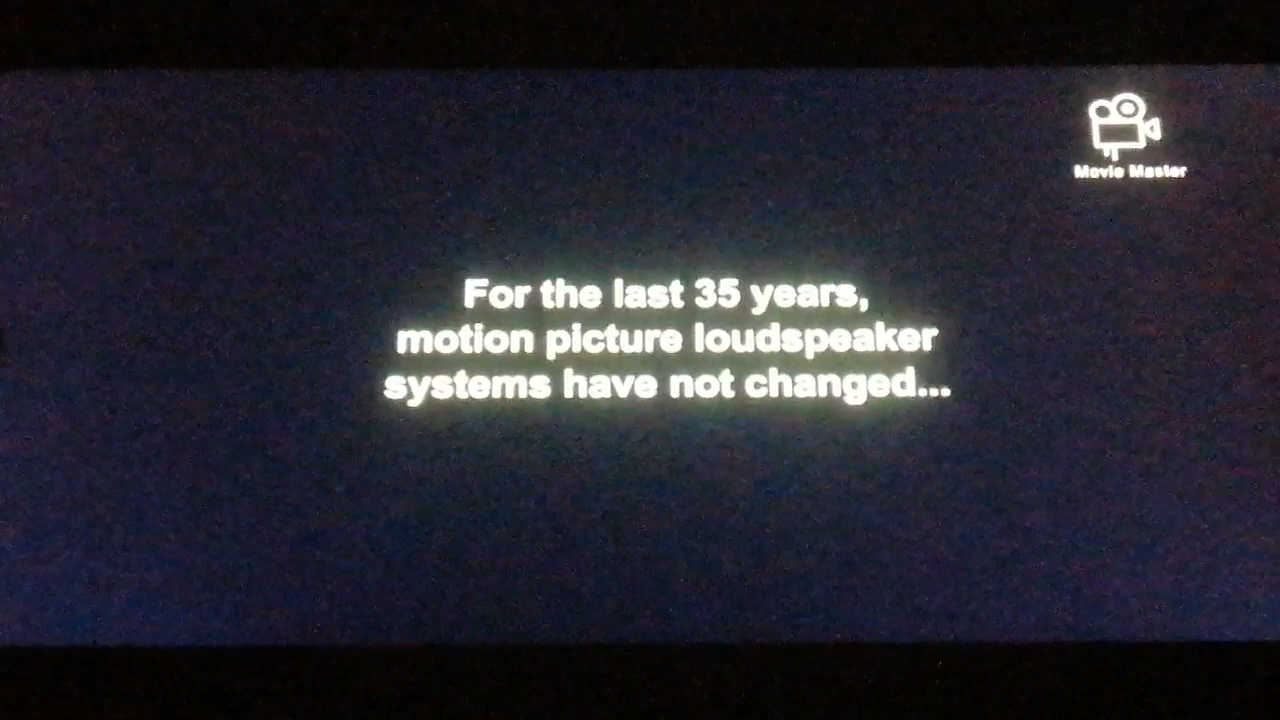 Movie Master
For the last 35 years,
motion picture loudspeaker
systems have not changed...